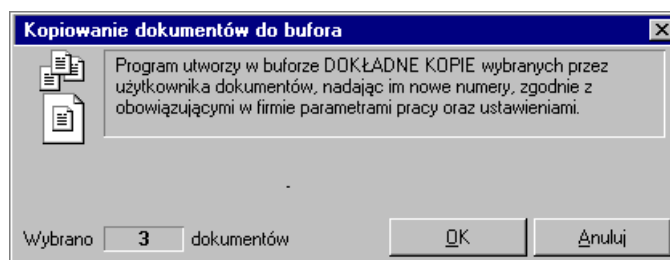 Kopiowanie dokumentów do bufora
Program utworzy w buforze DOKŁADNE KOPIE wybranych przez
użytkownika dokumentów, nadając im nowe numery, zgodnie z
obowiązującymi w firmie parametrami pracy oraz ustawieniami.
Wybrano 3 dokumentów OK Anuluj